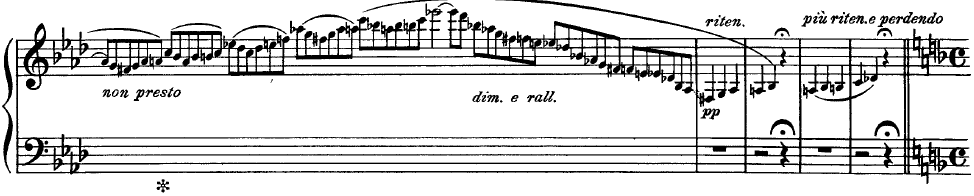 riten.
più riten. e perdendo
non presto
dim. e rall.
pp